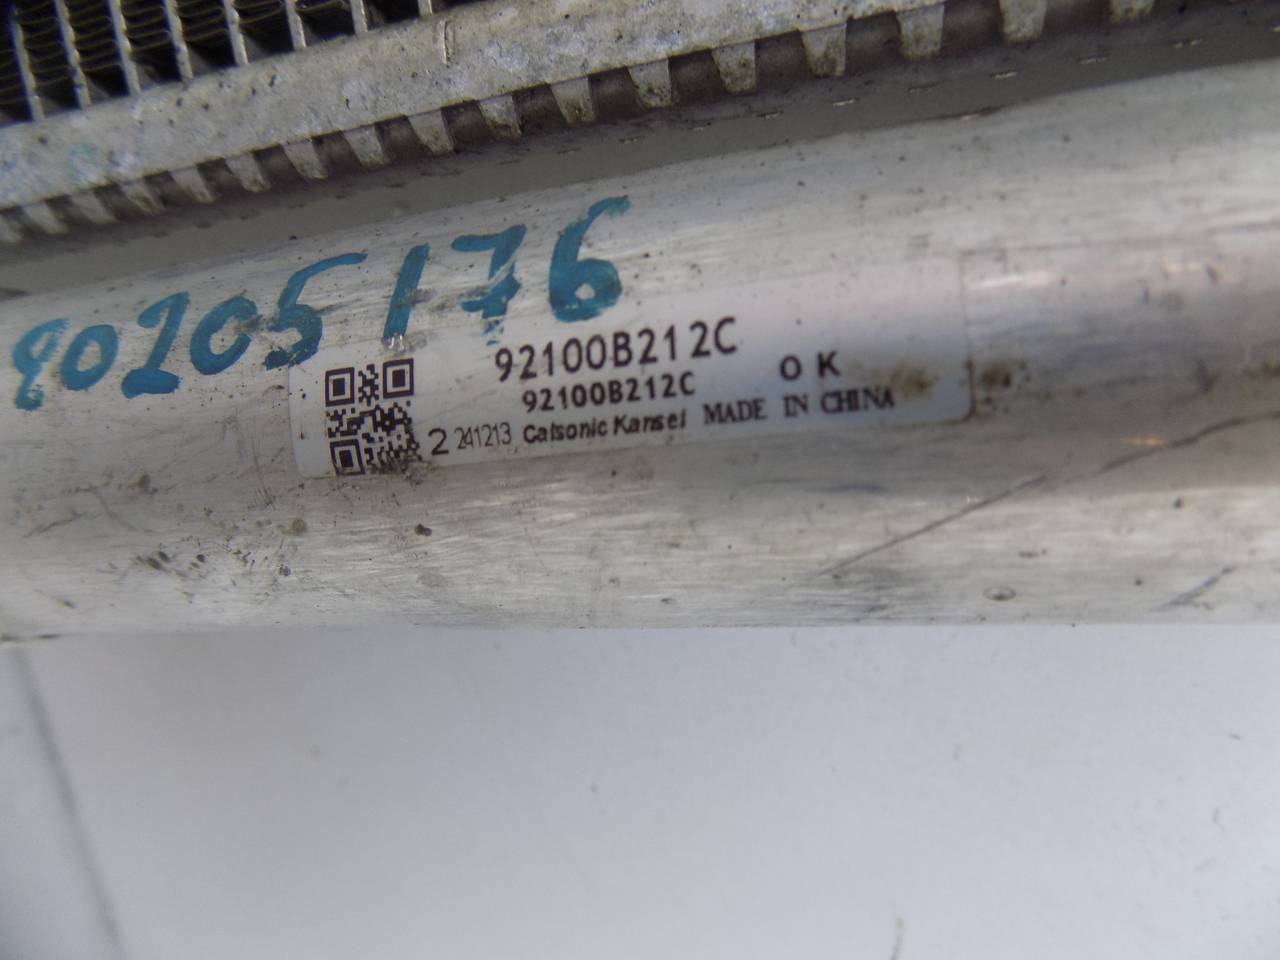 90205176
92100B212C
92100B212C OK
2 241213 Calsonic Kansei MADE IN CHINA